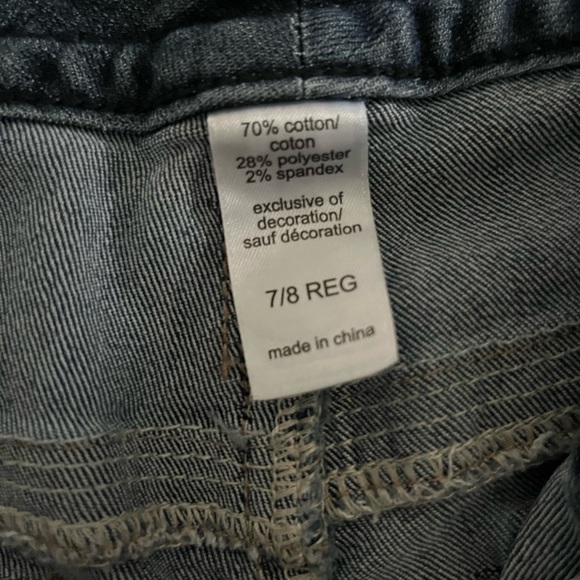 70% cotton/
coton
28% polyester
2% spandex
exclusive of
decoration/
sauf décoration
7/8 REG
made in china